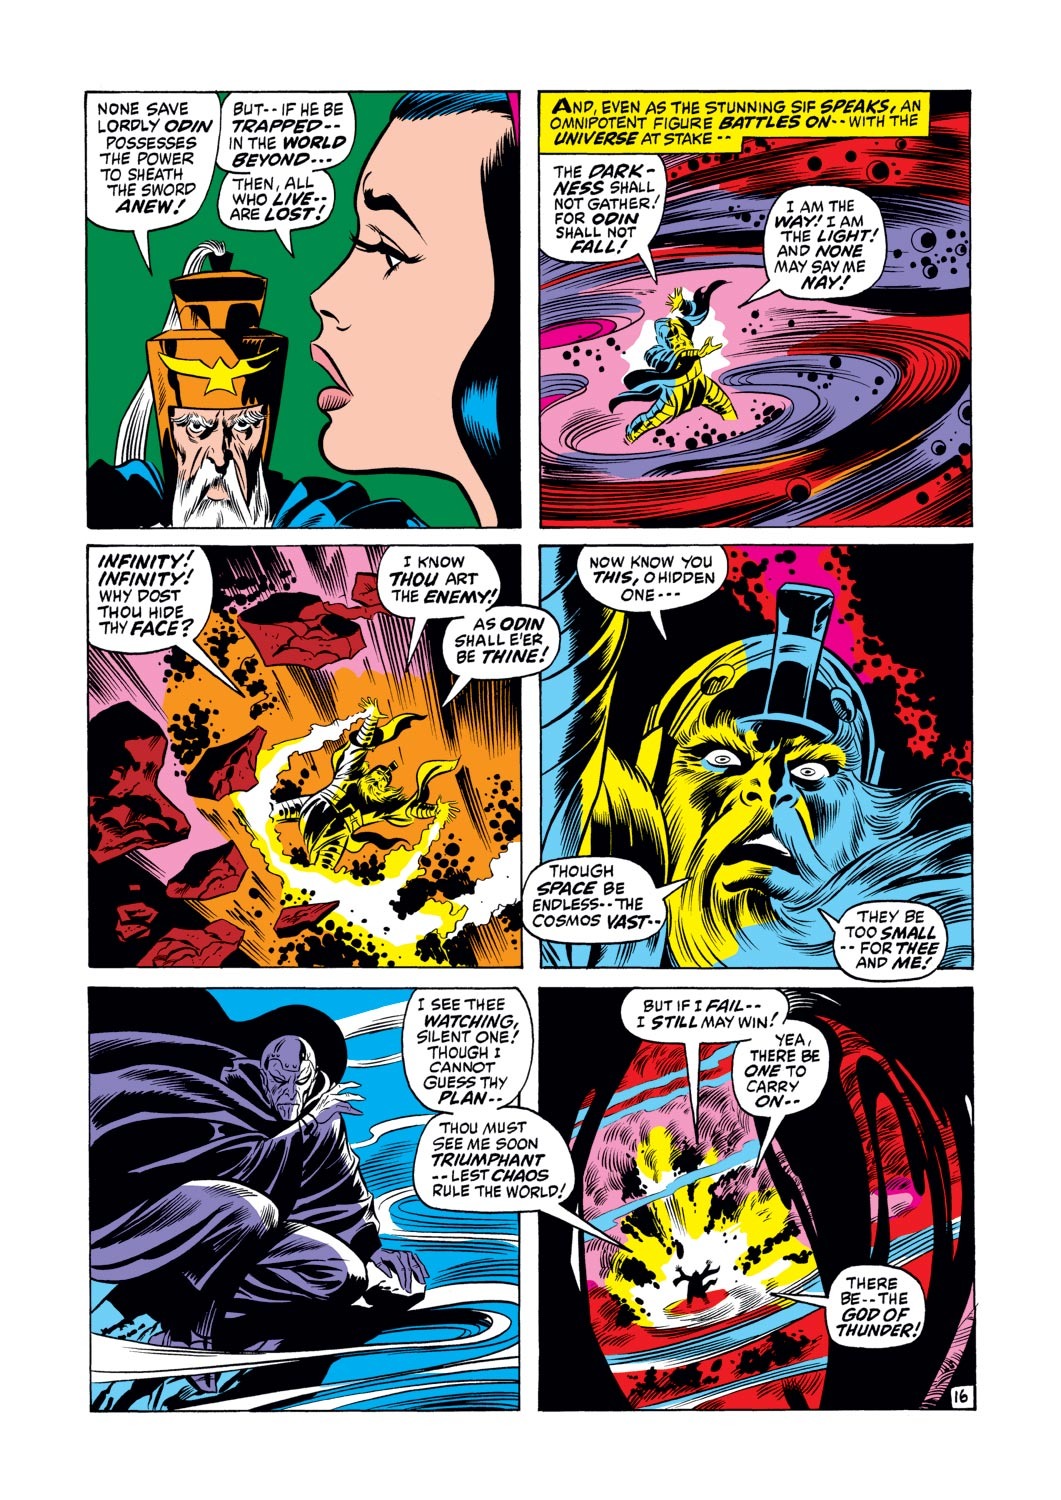 NONE SAVE
LORDLY ODIN
POSSESSES
THE POWER
TO SHEATH
THE SWORD
ANEW!
BUT-- IF HE BE
TRAPPED--
IN THE WORLD
BEYOND---
THEN, ALL
WHO LIVE--
ARE LOST!
AND, EVEN AS THE STUNNING SIF SPEAKS, AN
OMNIPOTENT FIGURE BATTLES ON-- WITH THE
UNIVERSE AT STAKE--
THE DARK-
NESS SHALL
NOT GATHER!
FOR ODIN
SHALL NOT
FALL!
I AM THE
WAY! I AM
THE LIGHT!
AND NONE
MAY SAY ME
NAY!
INFINITY!
INFINITY!
WHY DOST
THOU HIDE
THY FACE?
I KNOW
THOU ART
THE ENEMY!
AS ODIN
SHALL E'ER
BE THINE!
NOW KNOW YOU
THIS, O HIDDEN
ONE---
THOUGH
SPACE BE
ENDLESS-- THE
COSMOS VAST--
THEY BE
TOO SMALL
-- FOR THEE
AND ME!
I SEE THEE
WATCHING,
SILENT ONE!
THOUGH I
CANNOT
GUESS THY
PLAN--
THOU MUST
SEE ME SOON
TRIUMPHANT
-- LEST CHAOS
RULE THE WORLD!
BUT IF I FAIL--
I STILL MAY WIN!
YEA,
THERE BE
ONE TO
CARRY
ON--
THERE
BE-- THE
GOD OF
THUNDER!
16